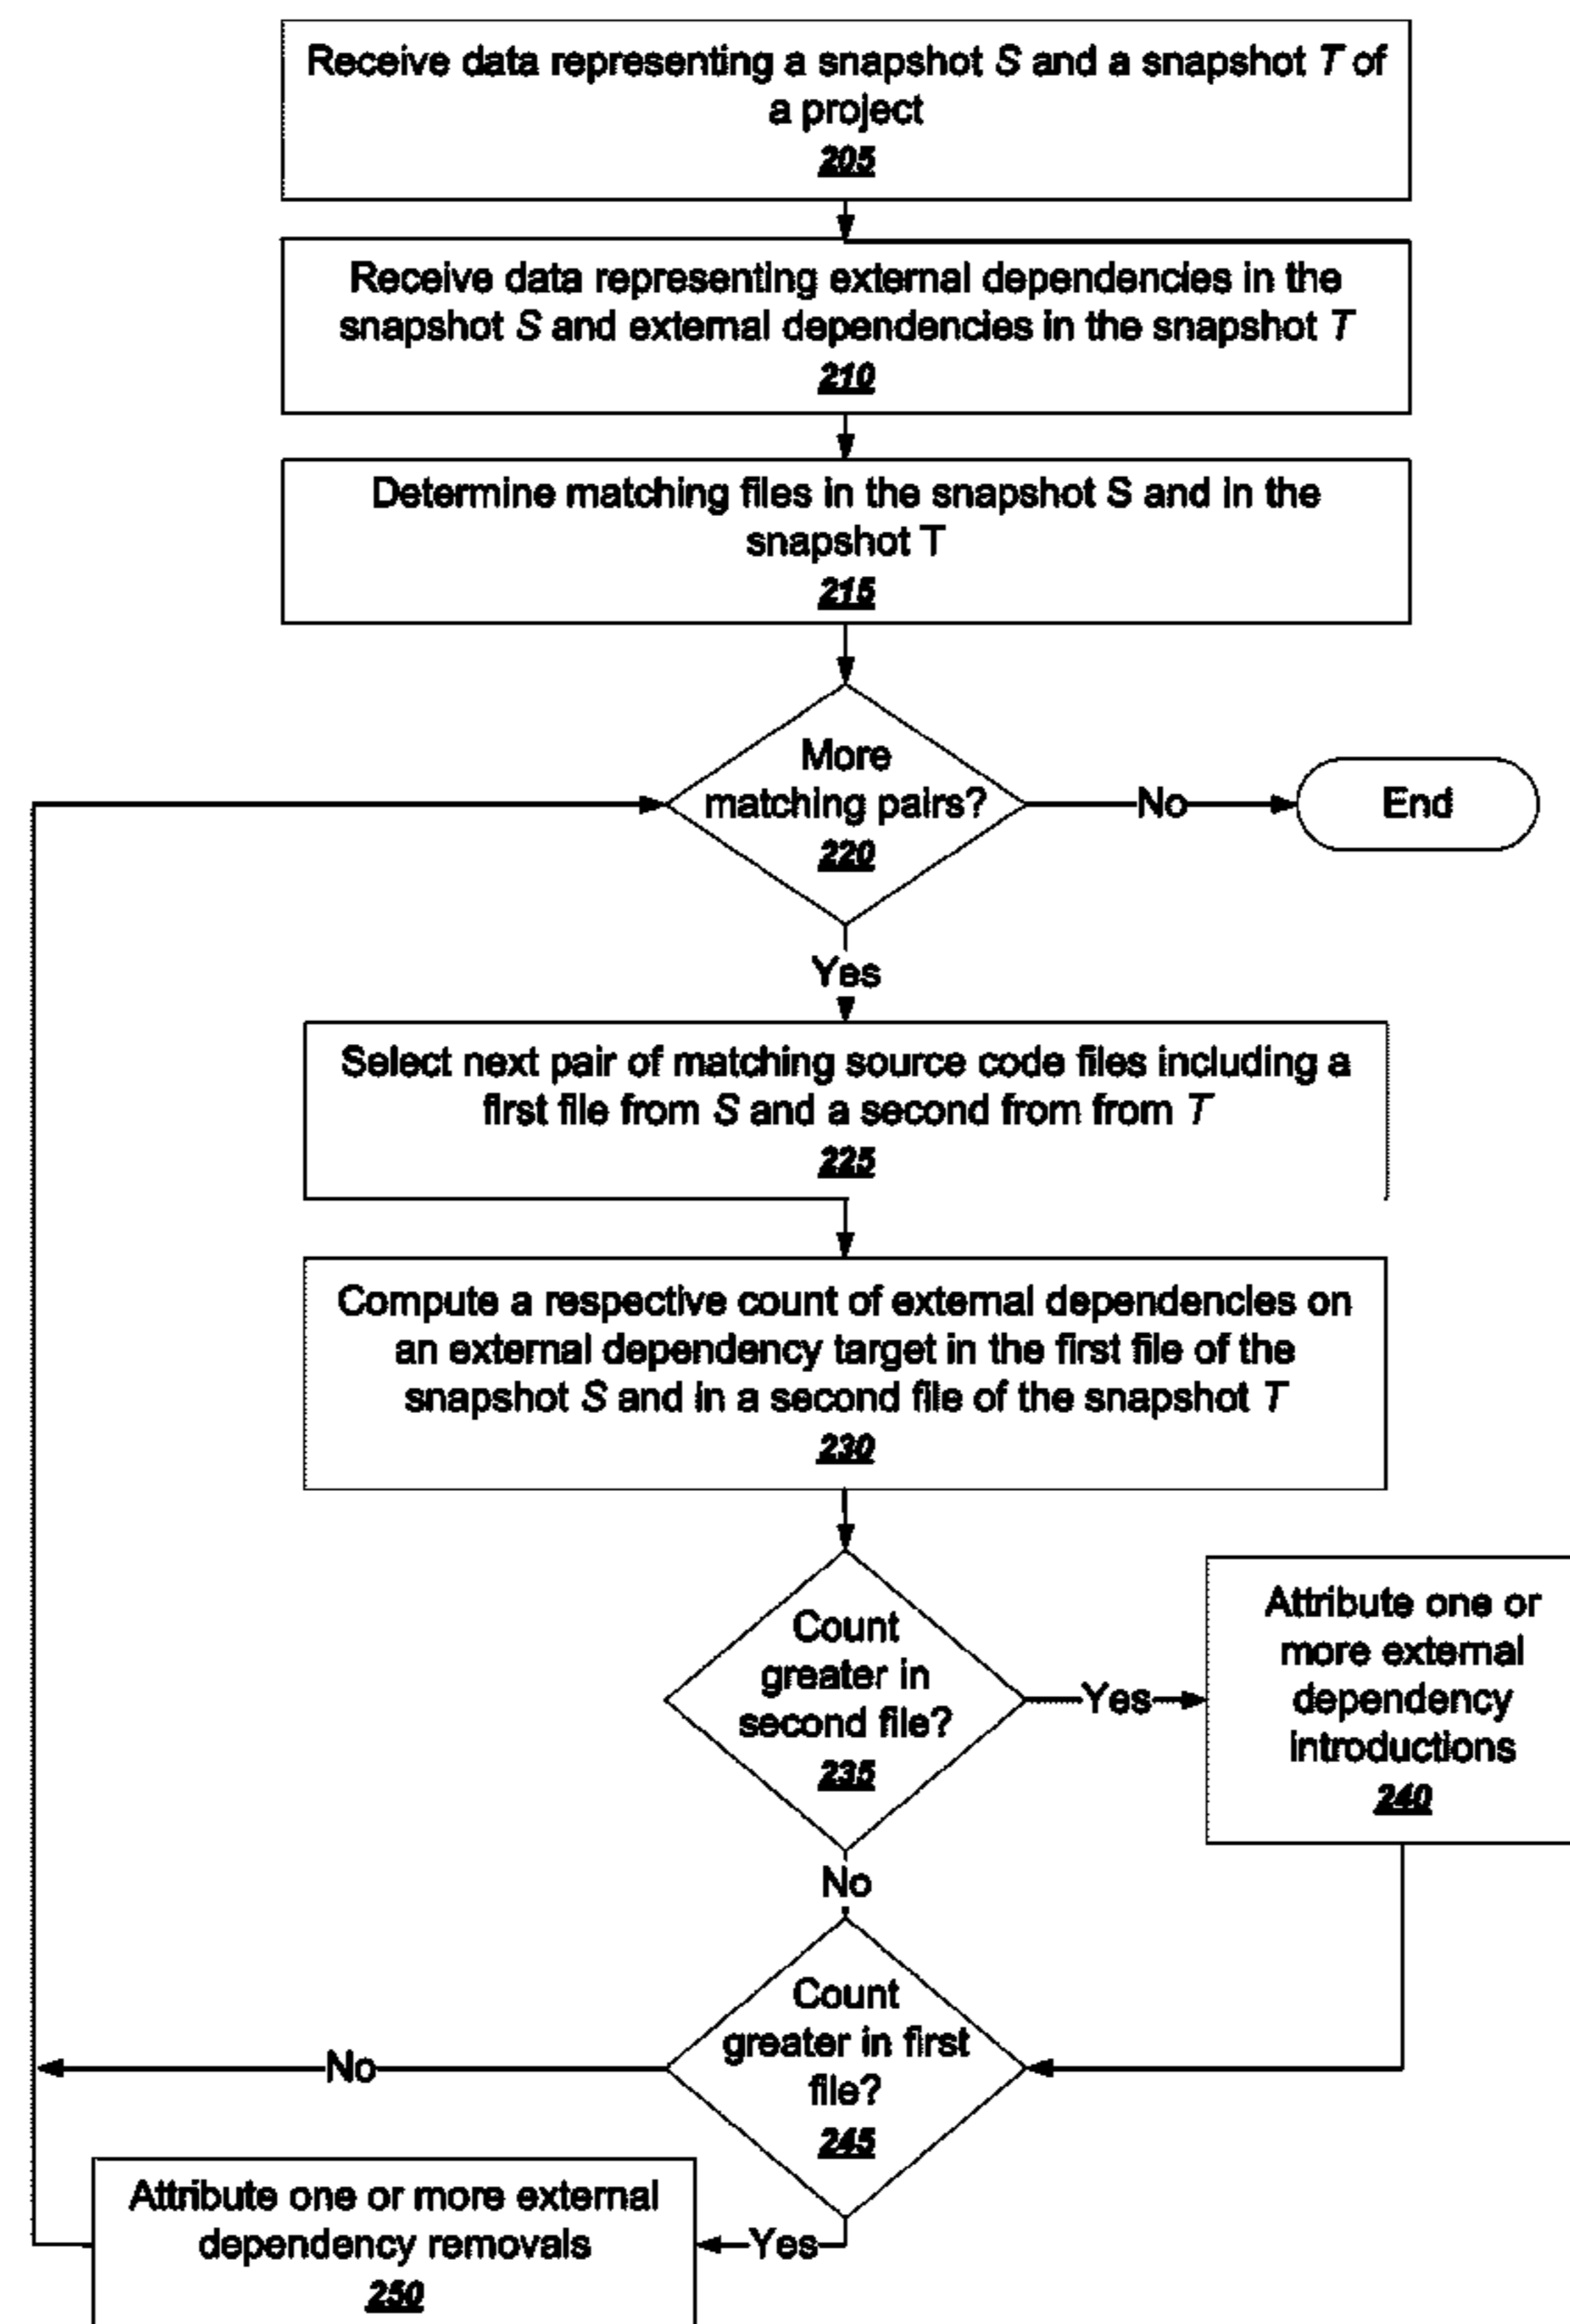 Receive data representing a snapshot S and a snapshot T of
a project
205
Receive data representing external dependencies in the
snapshot S and external dependencies in the snapshot T
210
Determine matching files in the snapshot S and in the
snapshot T
215
More
matching pairs?
220
No
End
Yes
Select next pair of matching source code files including a
first file from S and a second from from T
225
Compute a respective count of external dependencies on
an external dependency target in the first file of the
snapshot S and in a second file of the snapshot T
230
Count
greater in
second file?
235
Yes
Attribute one or
more external
dependency
introductions
240
No
Count
greater in first
file?
245
No
Yes
Attribute one or more external
dependency removals
250